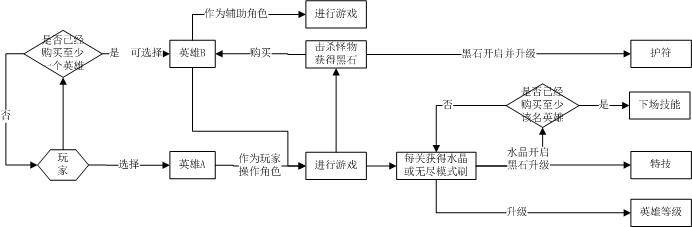 作为辅助角色
进行游戏
是否已经
购买至少
一个英雄
是
可选择
英雄B
购买
击杀怪物
获得黑石
黑石开启并升级
护符
否
是否已经
购买至少
该名英雄
否
是
下场技能
玩
家
选择
英雄A
作为玩家
操作角色
进行游戏
每关获得水晶
或无尽模式刷
水晶开启
黑石升级
特技
升级
英雄等级